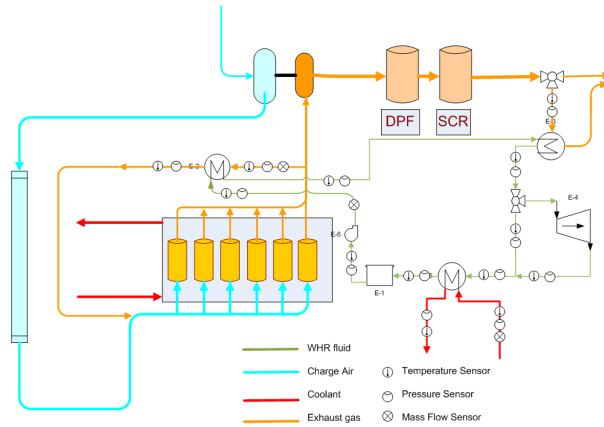 DPF
SCR
E-3
E-2
E-4
E-6
E-1
WHR fluid
Charge Air
Coolant
Exhaust gas
Temperature Sensor
Pressure Sensor
Mass Flow Sensor